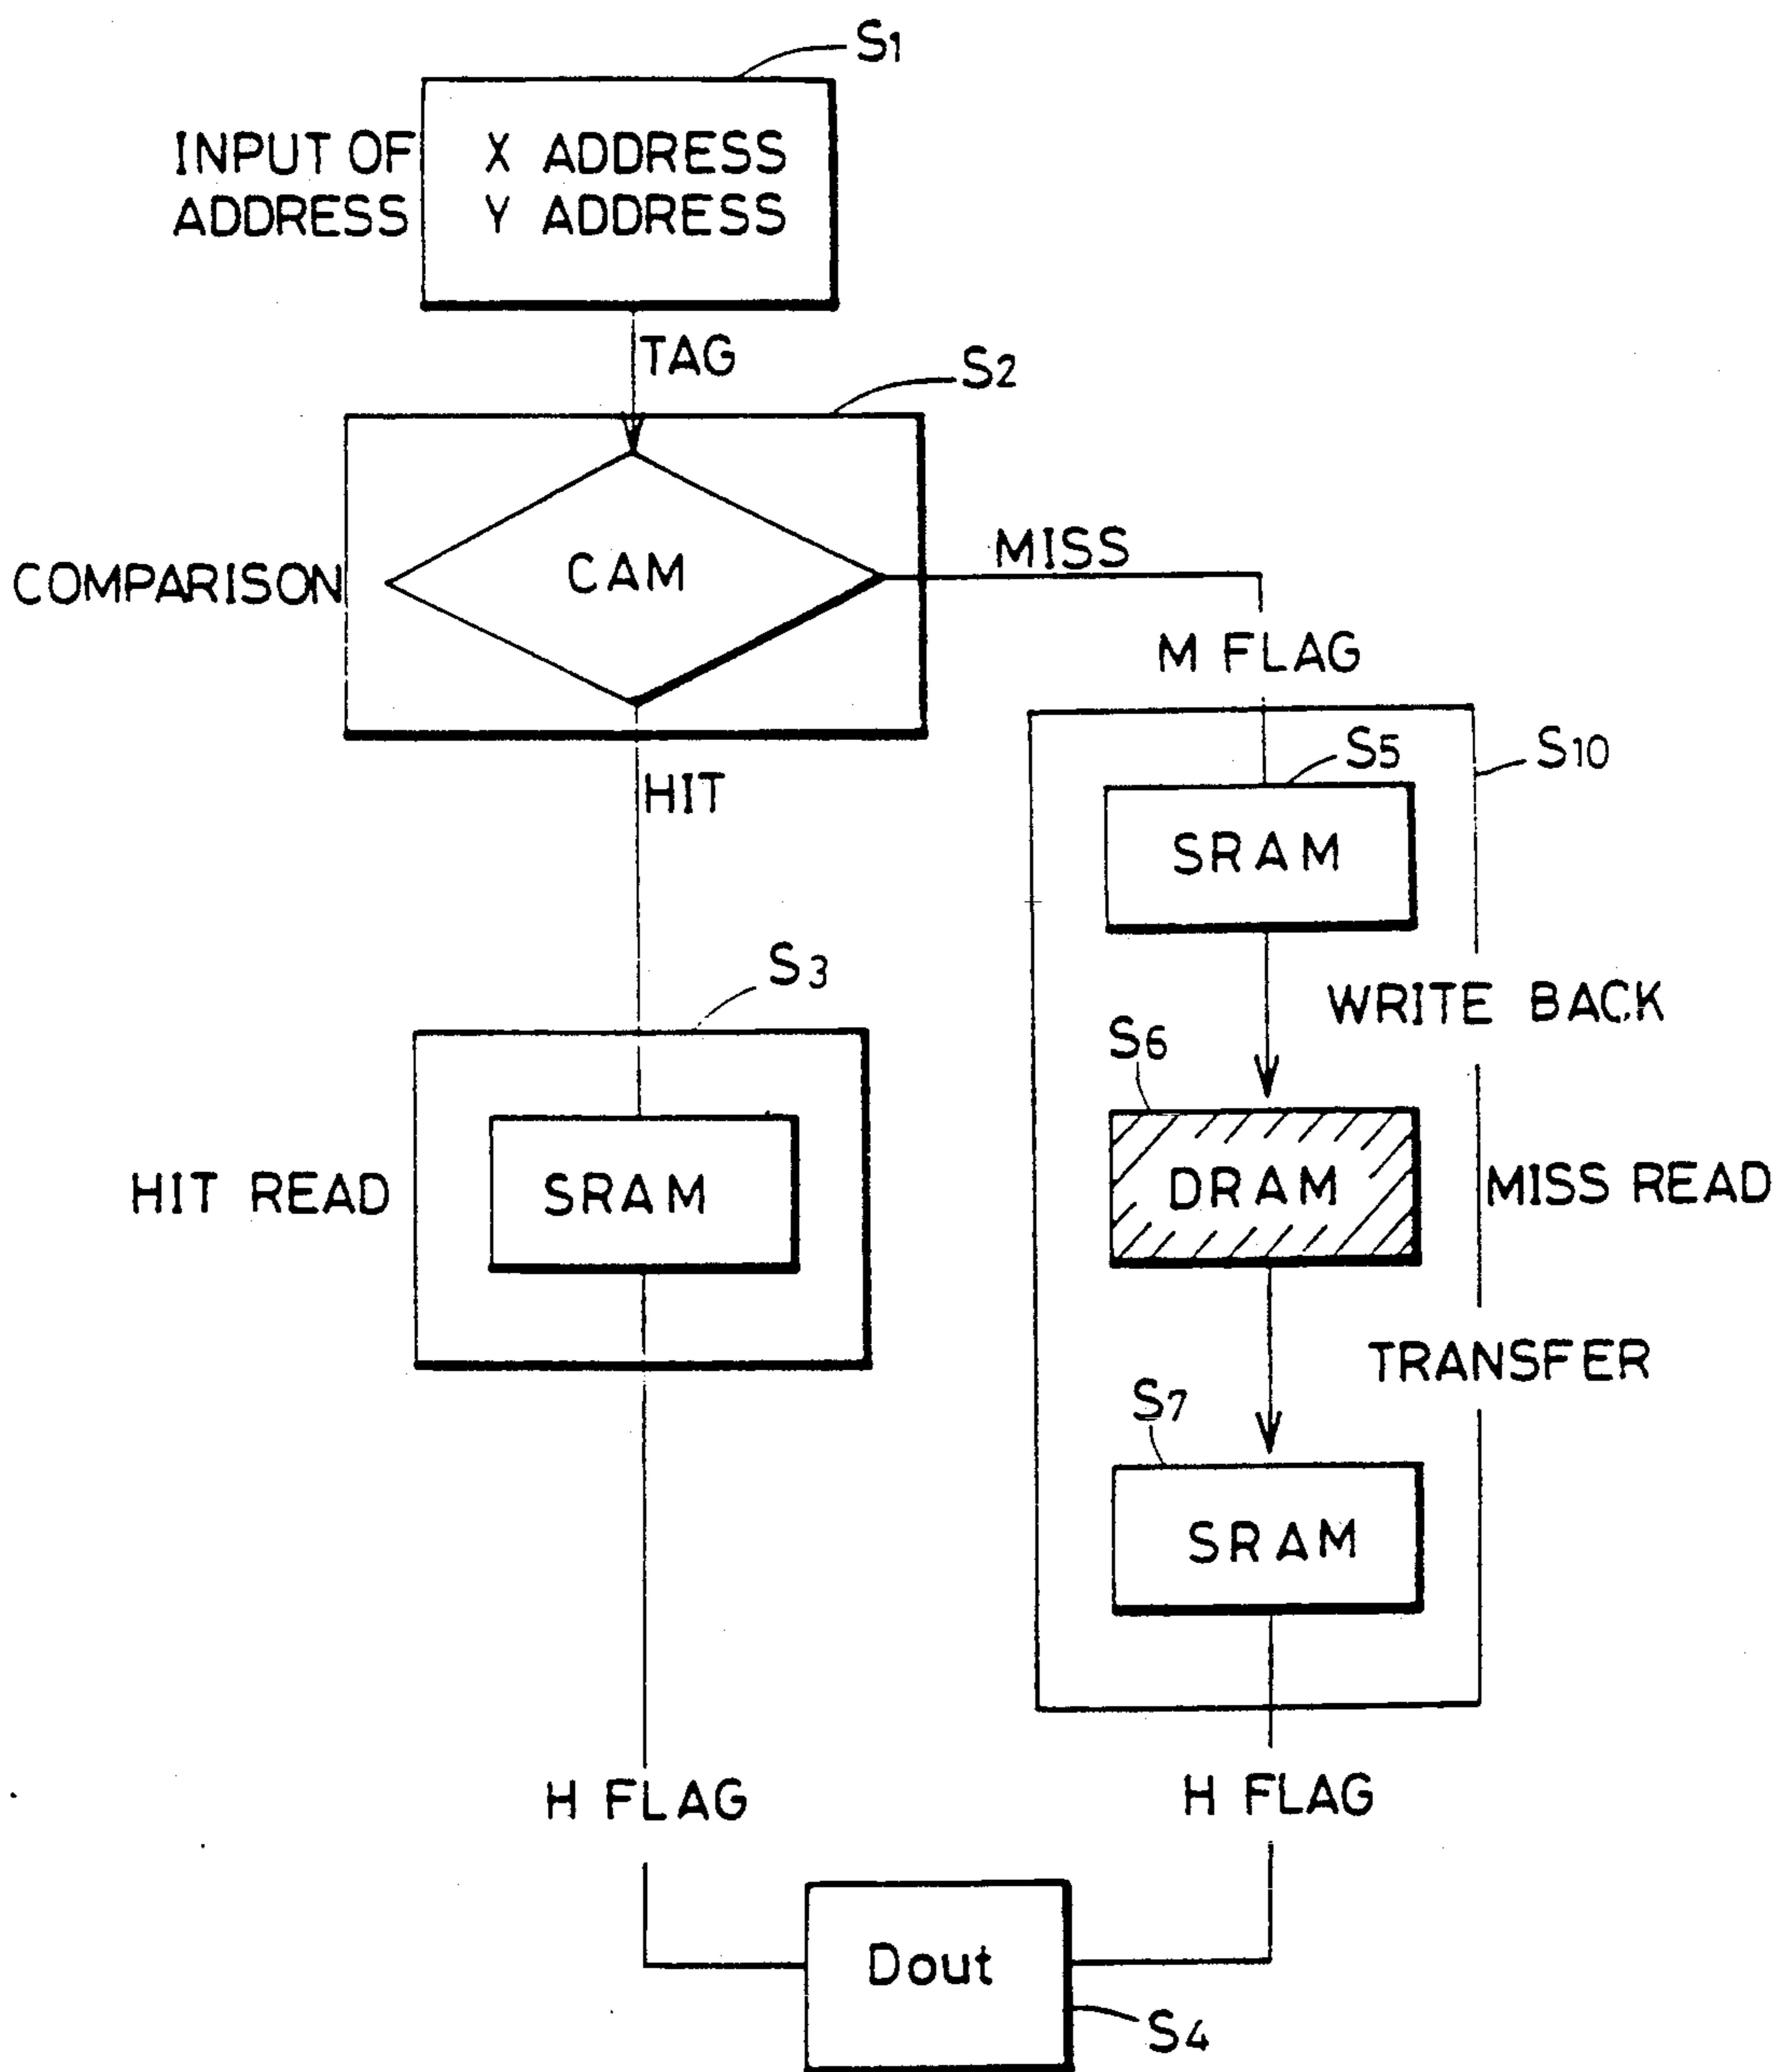 S1
INPUT OF
ADDRESS
X ADDRESS
Y ADDRESS
TAG
S2
COMPARISON
CAM
MISS
M FLAG
HIT
S5
S10
SRAM
WRITE BACK
S3
S6
HIT READ
SRAM
DRAM
MISS READ
TRANSFER
S7
SRAM
H FLAG
H FLAG
Dout
S4